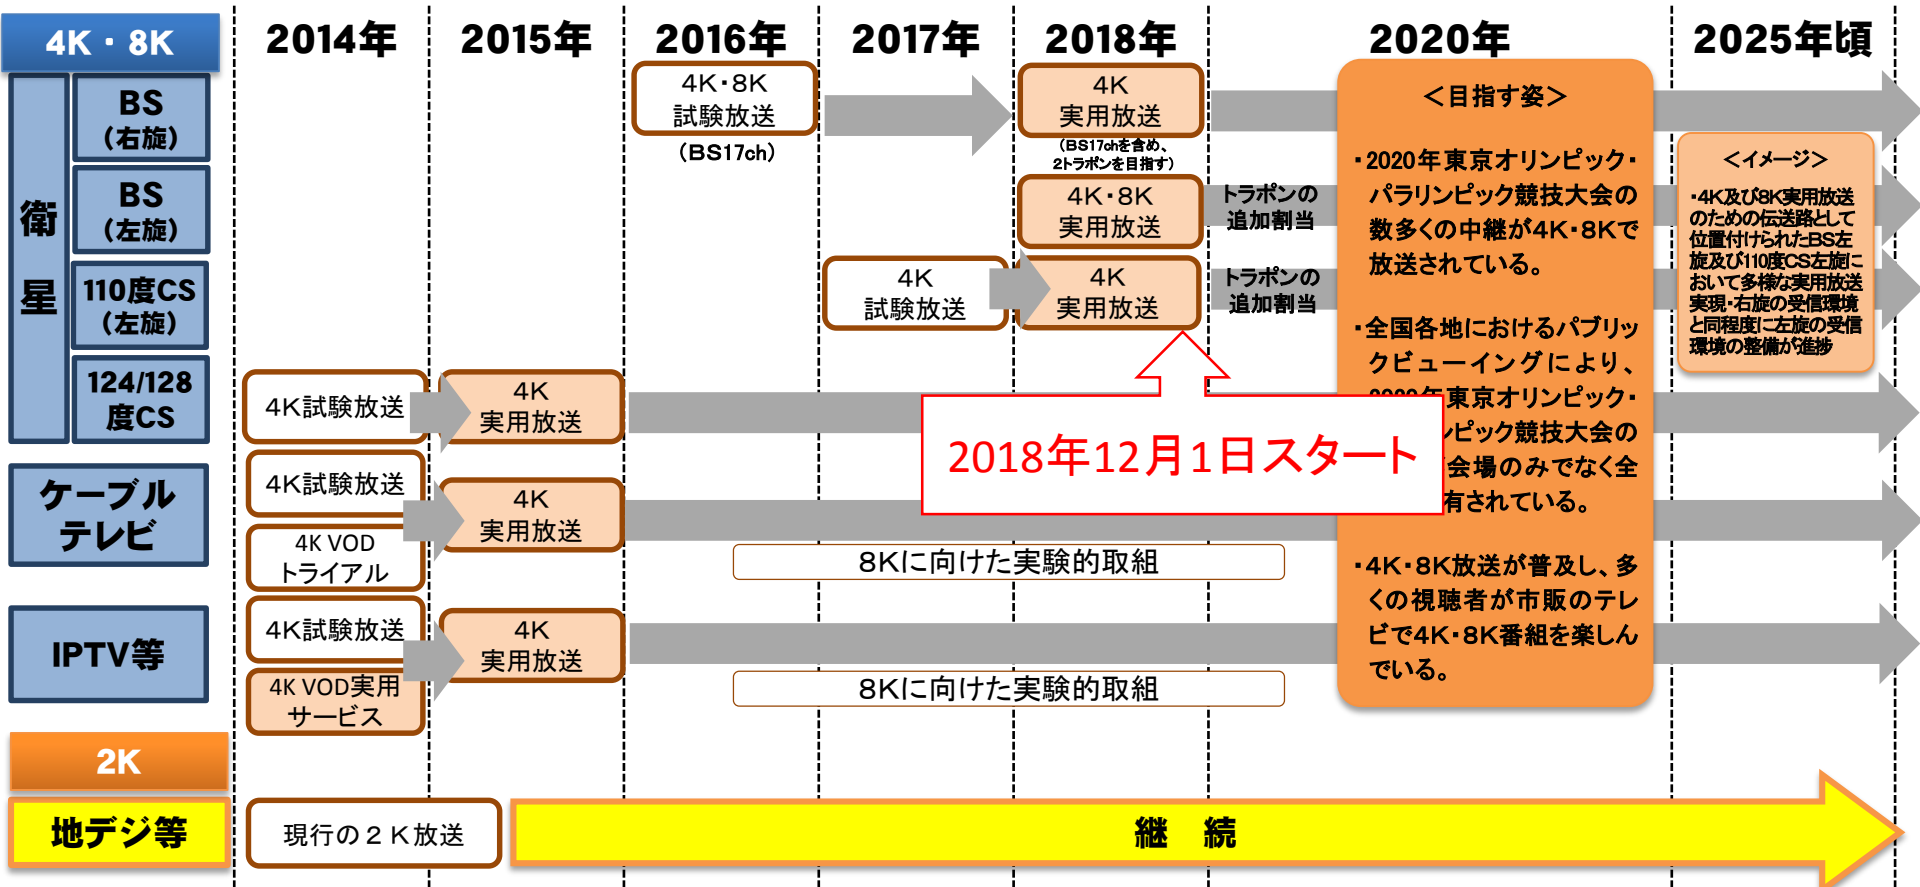 4K・8K
2014年
2015年
2016年
2017年
2018年
2020年
2025年頃
衛星
BS
（右旋）
4K・8K
試験放送
（BS17ch）
4K
実用放送
（BS17chを含め、
2トラポンを目指す）
BS
（左旋）
4K・8K
実用放送
トラポンの
追加割当
110度CS
（左旋）
4K
試験放送
4K
実用放送
トラポンの
追加割当
124/128
度CS
4K試験放送
4K
実用放送
2018年12月1日スタート
ケーブル
テレビ
4K試験放送
4K VOD
トライアル
4K
実用放送
8Kに向けた実験的取組
IPTV等
4K試験放送
4K VOD実用
サービス
4K
実用放送
8Kに向けた実験的取組
＜目指す姿＞
・2020年東京オリンピック・
パラリンピック競技大会の
数多くの中継が4K・8Kで
放送されている。
・全国各地におけるパブリッ
クビューイングにより、
2020年東京オリンピック・
ピック競技大会の
会場のみでなく全
有されている。
・4K・8K放送が普及し、多
くの視聴者が市販のテレ
ビで4K・8K番組を楽しん
でいる。
＜イメージ＞
・4K及び8K実用放送
のための伝送路として
位置付けられたBS左
旋及び110度CS左旋に
おいて多様な実用放送
実現・右旋の受信環境
と同程度に左旋の受信
環境の整備が進捗
2K
地デジ等
現行の２Ｋ放送
継　続